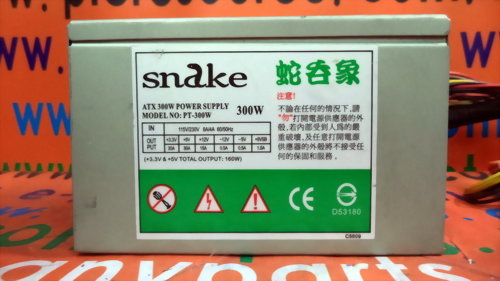 snake
蛇吞象
ATX 300W POWER SUPPLY
MODEL NO: PT-300W 300W
注意!
不論在任何的情況下,請
"勿"打開電源供應器的外
殼,若內部受到人爲的嚴
重破壞,及任意打開電源
供應器的外殼將不接受任
何的保固和服務.
IN 115V/230V 8A/4A 60/50Hz
OUT PUT +3.3V +5V +12V -12V -5V +5VSB
20A 30A 10A 0.5A 0.5A 1.5A
(+3.3V & +5V TOTAL OUTPUT: 160W)
CE
D53180
C8809
anyparts